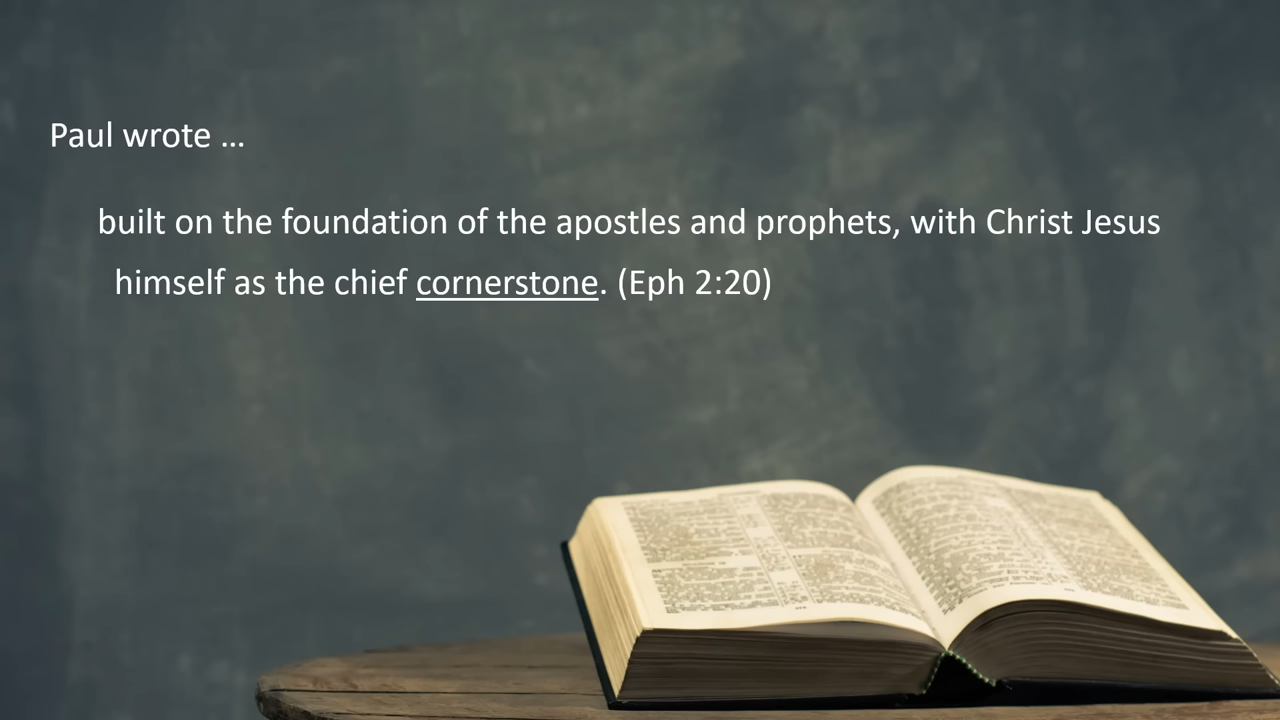 Paul wrote …
built on the foundation of the apostles and prophets, with Christ Jesus
himself as the chief cornerstone. (Eph 2:20)